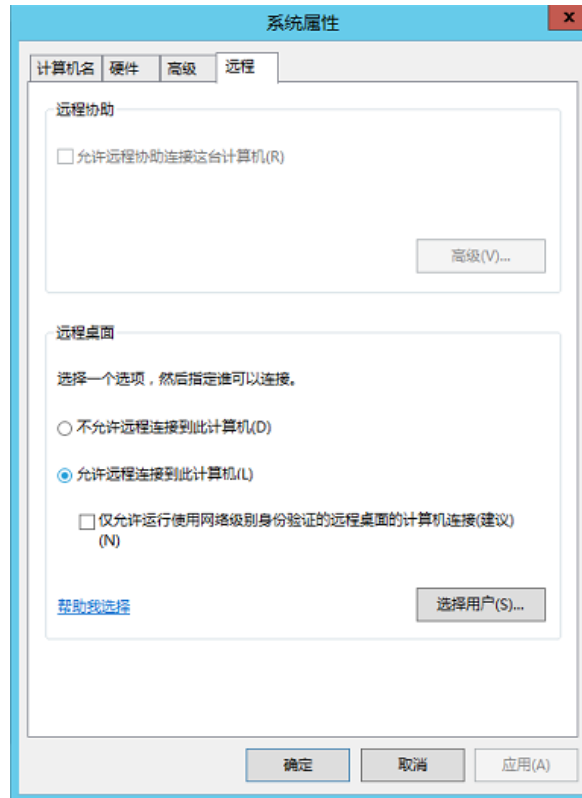 系统属性
x
计算机名 硬件 高级 远程
远程协助
允许远程协助连接这台计算机(R)
高级(V)...
远程桌面
选择一个选项，然后指定谁可以连接。
不允许远程连接到此计算机(D)
允许远程连接到此计算机(L)
仅允许运行使用网络级别身份验证的远程桌面的计算机连接(建议)
(N)
帮助我选择 选择用户(S)...
确定 取消 应用(A)